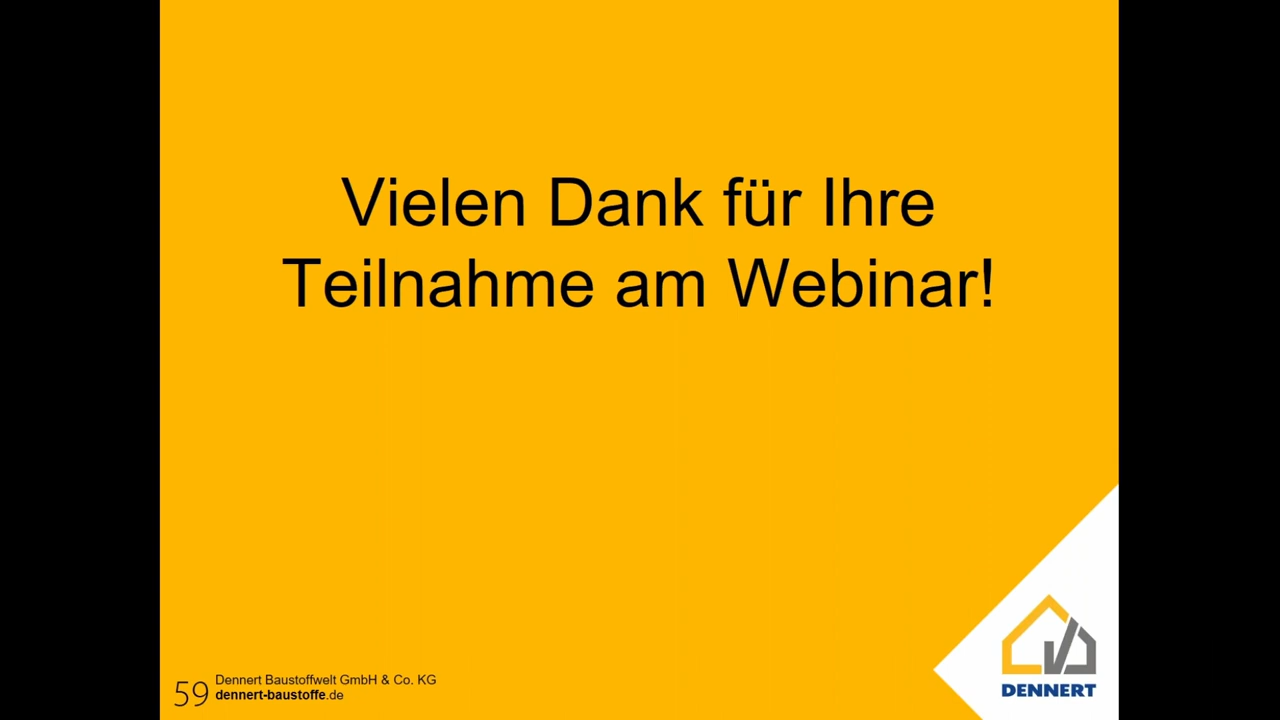 Vielen Dank für Ihre
Teilnahme am Webinar!
59
Dennert Baustoffwelt GmbH & Co. KG
dennert-baustoffe.de
DENNERT